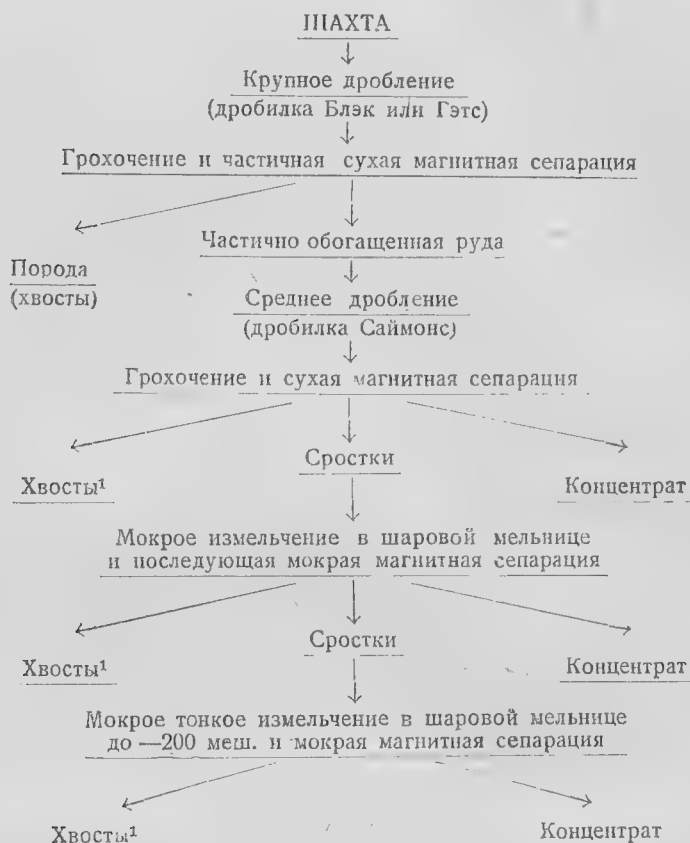 ШАХТА
Крупное дробление
(дробилка Блэк или Гэтс)
Грохочение и частичная сухая магнитная сепарация
Частично обогащенная руда
Порода
(хвосты)
Среднее дробление
(дробилка Саймонс)
Грохочение и сухая магнитная сепарация
Сростки
Хвосты¹
Концентрат
Мокрое измельчение в шаровой мельнице
и последующая мокрая магнитная сепарация
Сростки
Хвосты¹
Концентрат
Мокрое тонкое измельчение в шаровой мельнице
до —200 меш. и мокрая магнитная сепарация
Хвосты¹
Концентрат